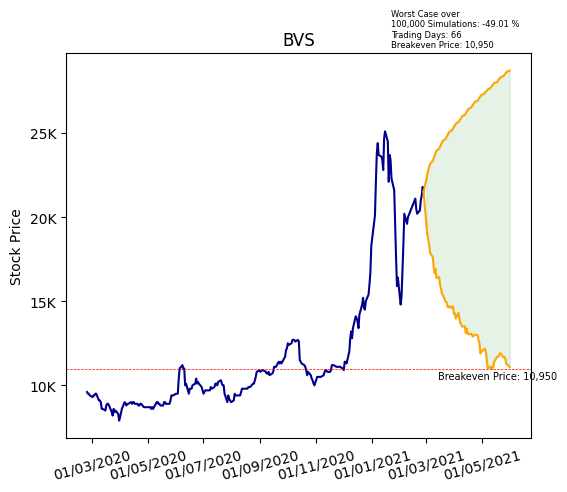 Worst Case over
100,000 Simulations: -49.01 %
Trading Days: 66
Breakeven Price: 10,950
BVS
Stock Price
25K
20K
15K
10K
Breakeven Price: 10,950
01/03/2020
01/05/2020
01/07/2020
01/09/2020
01/11/2020
01/01/2021
01/03/2021
01/05/2021